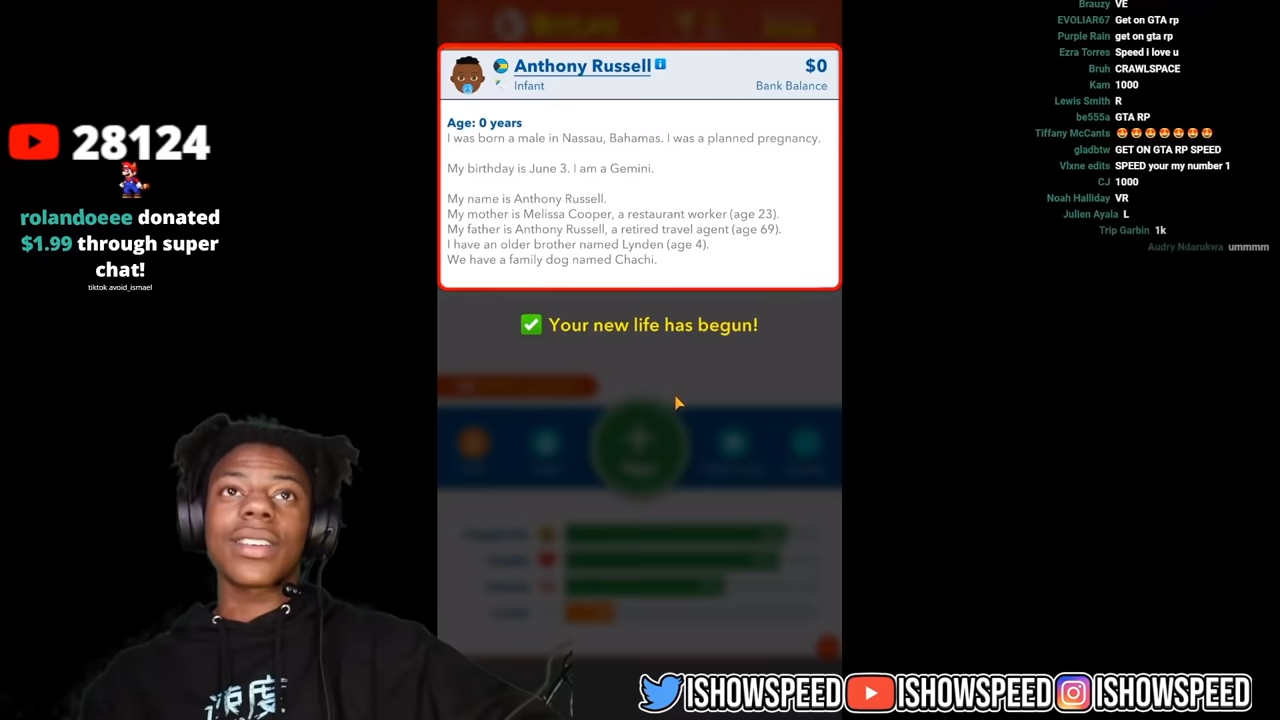 28124
rolandoeee donated
$1.99 through super
chat!
tiktok avoid_ismael
Anthony Russell
$0
Infant
Bank Balance
Age: 0 years
I was born a male in Nassau, Bahamas. I was a planned pregnancy.
My birthday is June 3. I am a Gemini.
My name is Anthony Russell.
My mother is Melissa Cooper, a restaurant worker (age 23).
My father is Anthony Russell, a retired travel agent (age 69).
I have an older brother named Lynden (age 4).
We have a family dog named Chachi.
Your new life has begun!
Brauzy VE
EVOLIAR67 Get on GTA rp
Purple Rain get on gta rp
Ezra Torres Speed I love u
Bruh CRAWLSPACE
Kam 1000
Lewis Smith R
be555a GTA RP
Tiffany McCants 🤩🤩🤩🤩🤩🤩🤩
gladbtw GET ON GTA RP SPEED
Vlxne edits SPEED your my number 1
CJ 1000
Noah Halliday VR
Julien Ayala L
Trip Garbin 1k
Audry Ndarukwa ummmm
速度
ISHOWSPEED ISHOWSPEED ISHOWSPEED